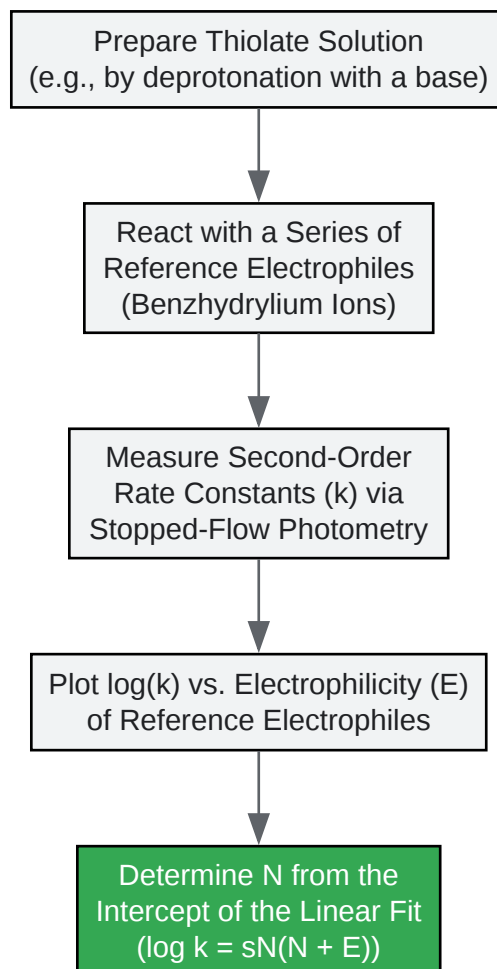 Prepare Thiolate Solution
(e.g., by deprotonation with a base)
React with a Series of
Reference Electrophiles
(Benzhydrylium Ions)
Measure Second-Order
Rate Constants (k) via
Stopped-Flow Photometry
Plot log(k) vs. Electrophilicity (E)
of Reference Electrophiles
Determine N from the
Intercept of the Linear Fit
(log k = sN(N + E))